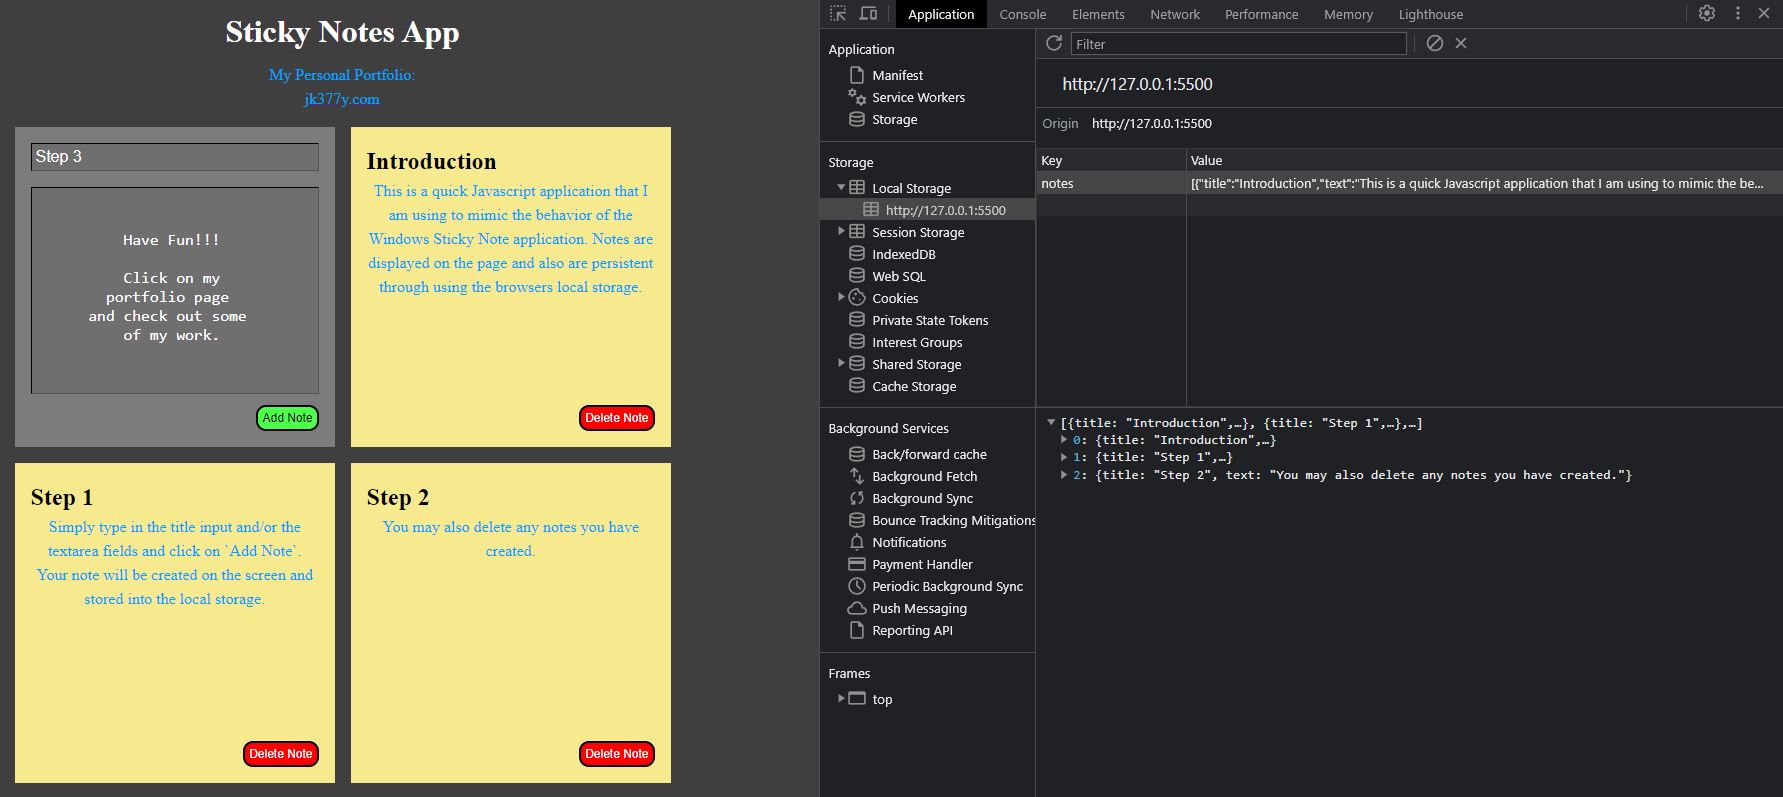 Sticky Notes App
My Personal Portfolio:
jk377y.com
Step 3
Have Fun!!!
Click on my
portfolio page
and check out some
of my work.
Add Note
Introduction
This is a quick Javascript application that I
am using to mimic the behavior of the
Windows Sticky Note application. Notes are
displayed on the page and also are persistent
through using the browsers local storage.
Delete Note
Step 1
Simply type in the title input and/or the
textarea fields and click on `Add Note`.
Your note will be created on the screen and
stored into the local storage.
Delete Note
Step 2
You may also delete any notes you have
created.
Delete Note
Application Console Elements Network Performance Memory Lighthouse
Application
Manifest
Service Workers
Storage
Storage
Local Storage
http://127.0.0.1:5500
Session Storage
IndexedDB
Web SQL
Cookies
Private State Tokens
Interest Groups
Shared Storage
Cache Storage
Background Services
Back/forward cache
Background Fetch
Background Sync
Bounce Tracking Mitigations
Notifications
Payment Handler
Periodic Background Sync
Push Messaging
Reporting API
Frames
top
Filter
http://127.0.0.1:5500
Origin http://127.0.0.1:5500
Key Value
notes [{"title":"Introduction","text":"This is a quick Javascript application that I am using to mimic the be...
[{title: "Introduction",…}, {title: "Step 1",…},…]
0: {title: "Introduction",…}
1: {title: "Step 1",…}
2: {title: "Step 2", text: "You may also delete any notes you have created."}